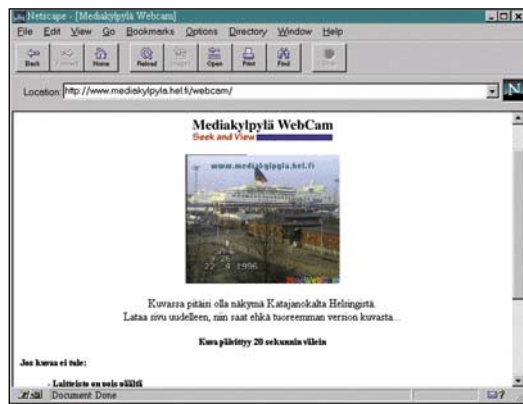 Netscape - [Mediakylpylä Webcam]
File Edit View Go Bookmarks Options Directory Window Help
Back Forward Home Reload Images Open Print Find Stop
Location: http://www.mediakylpyla.hel.fi/webcam/
N
Mediakylpylä WebCam
Seek and View
www.mediakylpyla.hel.fi
22 8 1996
Kuvassa pitäisi olla näkymä Katajanokalta Helsingistä.
Lataa sivu uudelleen, niin saat ehkä tuoreemman version kuvasta...
Kuva päivittyy 20 sekunnin välein
Jos kuvaa ei tule:
- Laitteisto on pois päältä
Document: Done